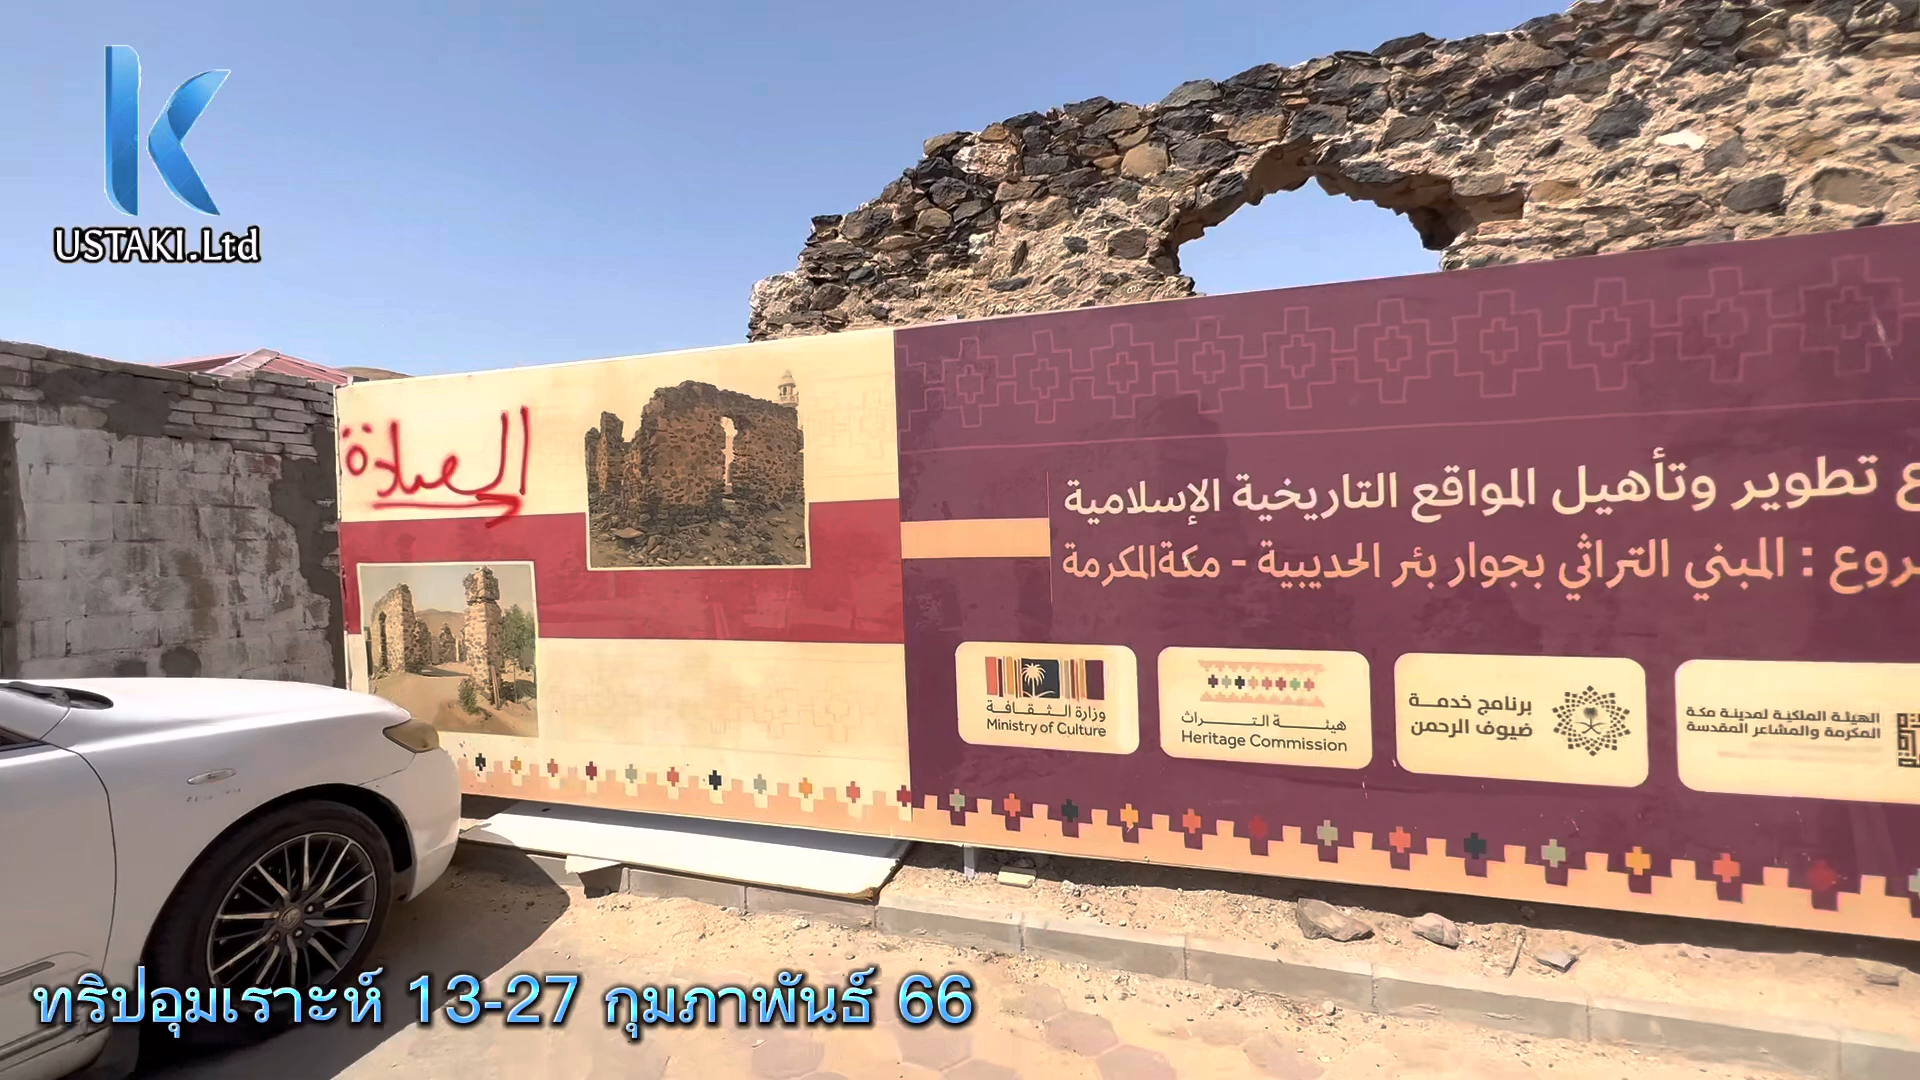 K
USTAKI.Ltd
الصلاة
تطوير وتأهيل المواقع التاريخية الإسلامية
المبني التراثي بجوار بئر الحديبية - مكةالمكرمة :
وزارة الثقافة
Ministry of Culture
هيئة التراث
Heritage Commission
برنامج خدمة
ضيوف الرحمن
الهيئة الملكية لمدينة مكة
المكرمة والمشاعر المقدسة
ทริปอุมเราะห์ 13-27 กุมภาพันธ์ 66